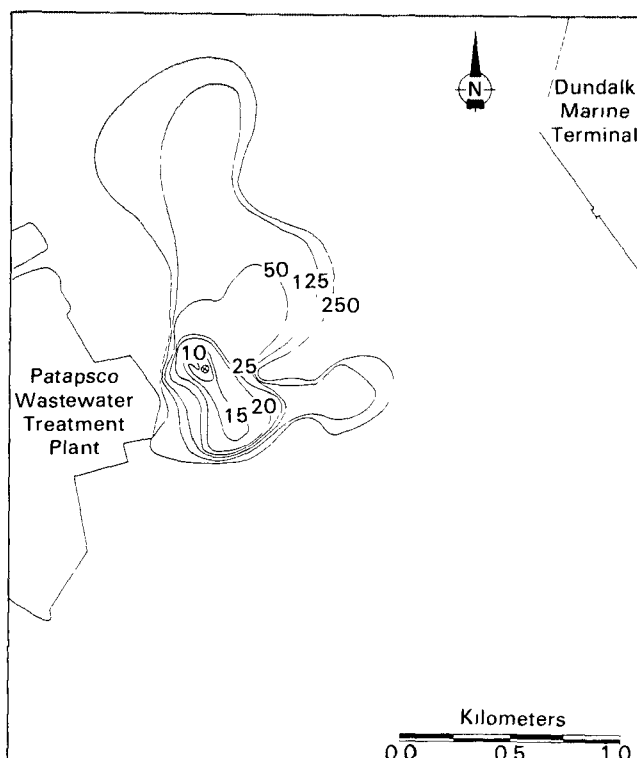 N
Dundalk
Marine
Terminal
50
125
250
10
25
Patapsco
Wastewater
Treatment
Plant
15
20
Kilometers
0.0
0.5
1.0